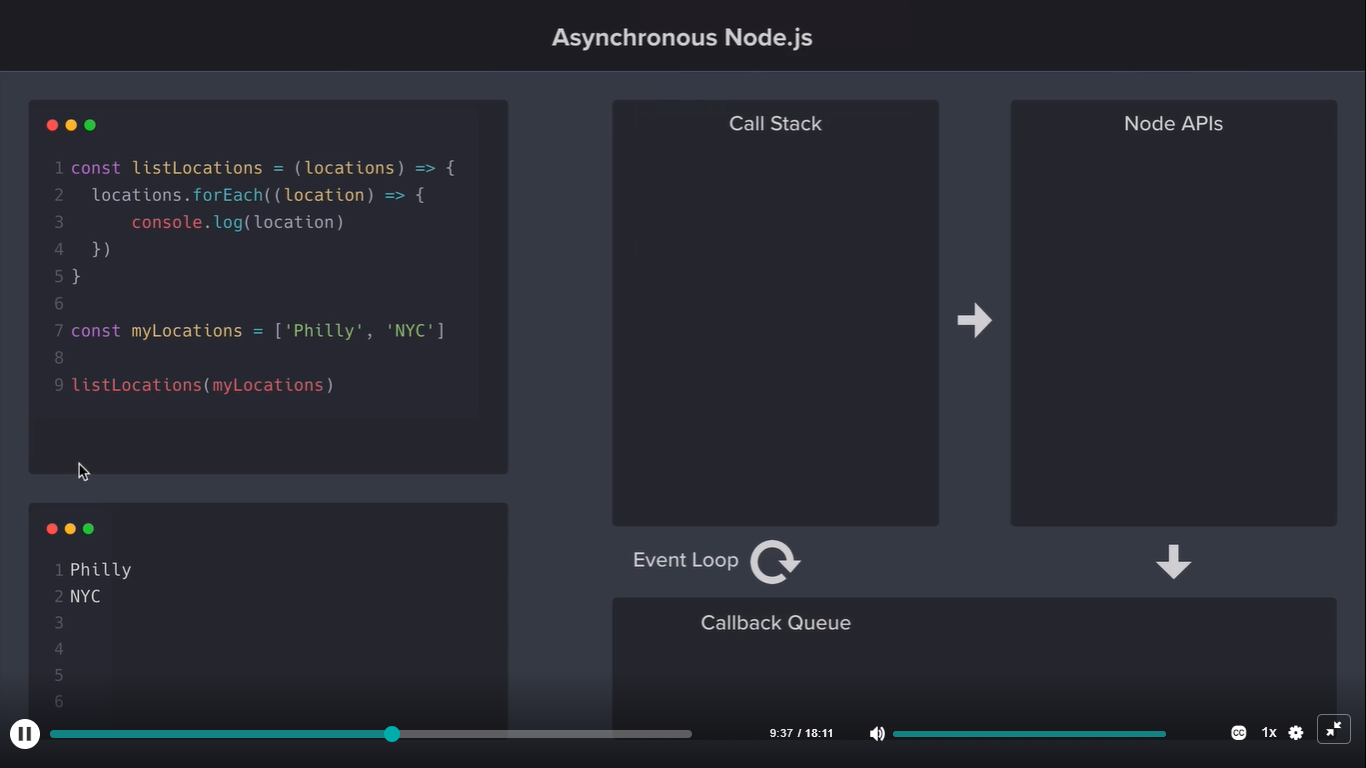 Asynchronous Node.js
1 const listLocations = (locations) => {
2   locations.forEach((location) => {
3       console.log(location)
4   })
5 }
6
7 const myLocations = ['Philly', 'NYC']
8
9 listLocations(myLocations)
1 Philly
2 NYC
3
4
5
6
Call Stack
Node APIs
Event Loop
Callback Queue
9:37 / 18:11
CC
1x